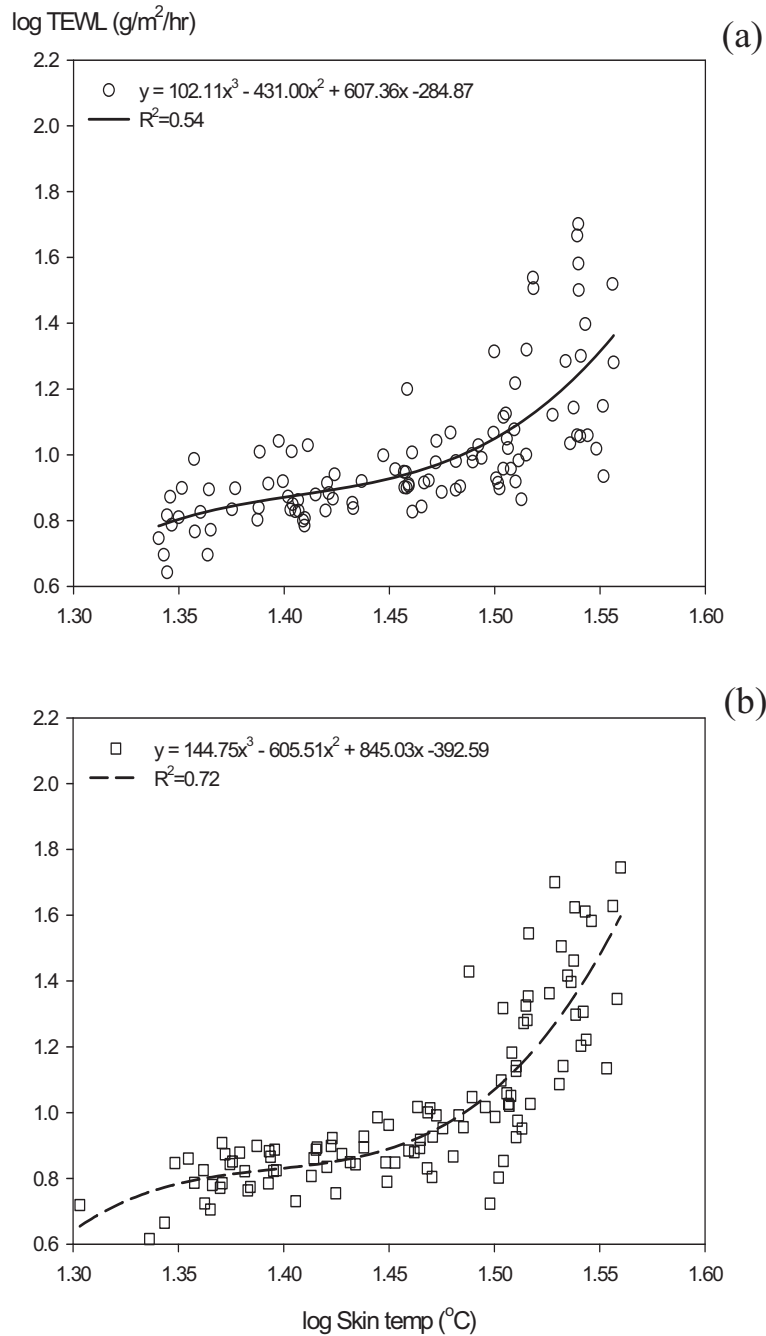 log TEWL (g/m²/hr)
(a)
2.2
y = 102.11x³ - 431.00x² + 607.36x -284.87
R²=0.54
2.0
1.8
1.6
1.4
1.2
1.0
0.8
0.6
1.30 1.35 1.40 1.45 1.50 1.55 1.60
(b)
2.2
y = 144.75x³ - 605.51x² + 845.03x -392.59
R²=0.72
2.0
1.8
1.6
1.4
1.2
1.0
0.8
0.6
1.30 1.35 1.40 1.45 1.50 1.55 1.60
log Skin temp (°C)